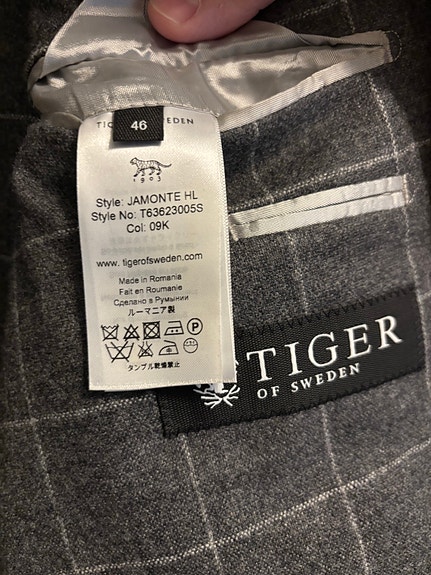 TIGER OF SWEDEN
46
1903
Style: JAMONTE HL
Style No: T63623005S
Col: 09K
www.tigerofsweden.com
Made in Romania
Fait en Roumanie
Сделано в Румынии
ルーマニア製
P
タンブル乾燥禁止
TIGER
OF SWEDEN